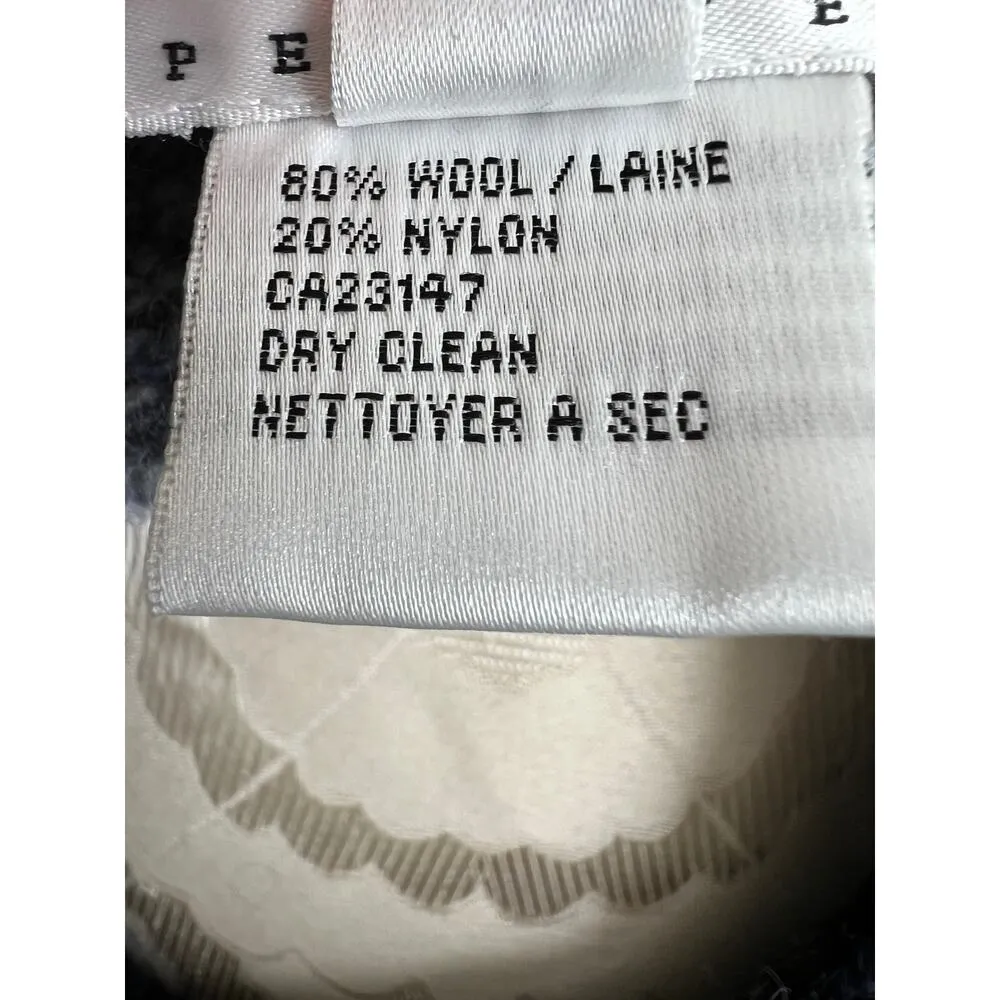 P E E
80% WOOL / LAINE
20% NYLON
CA23147
DRY CLEAN
NETTOYER A SEC